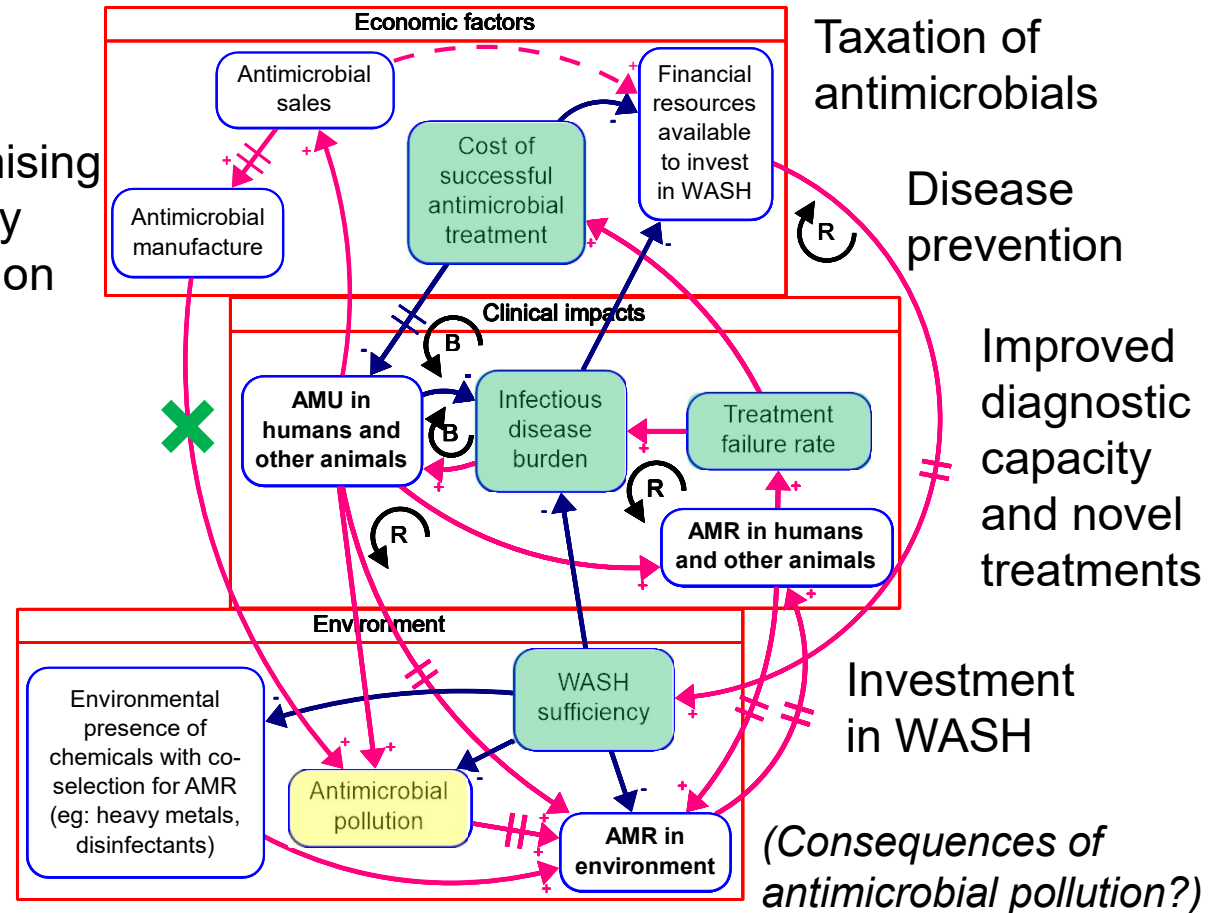 Economic factors
Taxation of
antimicrobials
Antimicrobial
sales
Financial
resources
available
to invest
in WASH
+
-
Cost of
successful
antimicrobial
treatment
+
+
+
-
Antimicrobial
manufacture
Disease
prevention
R
on
Clinical impacts
B
-
-
AMU in
humans and
other animals
B
+
Infectious
disease
burden
+
Treatment
failure rate
Improved
diagnostic
capacity
and novel
treatments
R
+
-
R
AMR in humans
and other animals
+
+
Environment
Environmental
presence of
chemicals with co-
selection for AMR
(eg: heavy metals,
disinfectants)
-
WASH
sufficiency
+
Investment
in WASH
+
+
-
Antimicrobial
pollution
-
+
+
+
+
AMR in
environment
(Consequences of
antimicrobial pollution?)